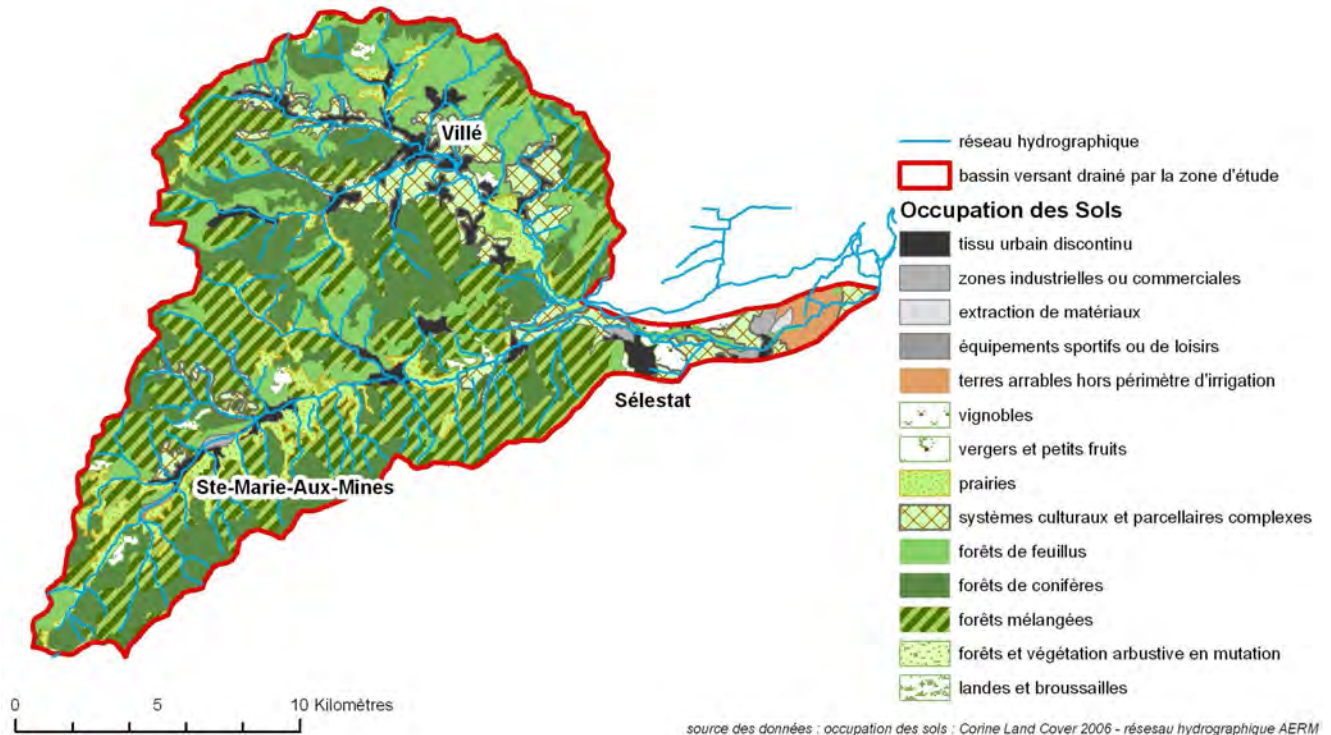 Villé
Sélestat
Ste-Marie-Aux-Mines
réseau hydrographique
bassin versant drainé par la zone d'étude
Occupation des Sols
tissu urbain discontinu
zones industrielles ou commerciales
extraction de matériaux
équipements sportifs ou de loisirs
terres arrables hors périmètre d'irrigation
vignobles
vergers et petits fruits
prairies
systèmes culturaux et parcellaires complexes
forêts de feuillus
forêts de conifères
forêts mélangées
forêts et végétation arbustive en mutation
landes et broussailles
0 5 10 Kilomètres
source des données : occupation des sols : Corine Land Cover 2006 - résesau hydrographique AERM